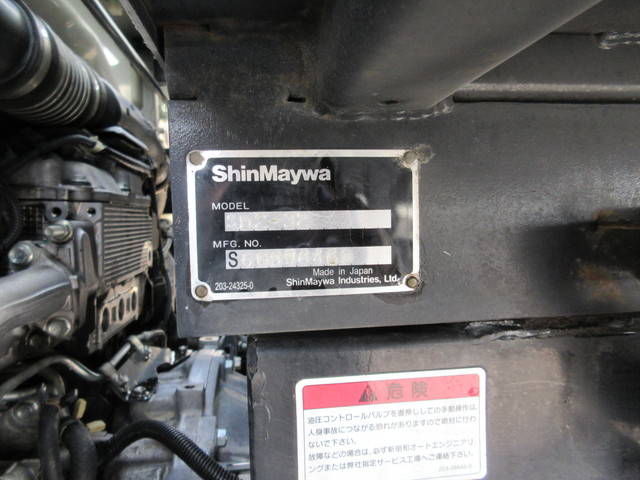 ShinMaywa
MODEL
MFG. NO.
S
Made in Japan
203-24325-0
ShinMaywa Industries, Ltd.
危険
油圧コントロールバルブを直押ししての手動操作は、
人身事故につながる恐れがありますので絶対に行わ
ないで下さい。
故障などの場合は、必ず新明和オートエンジニアリ
ングまたは弊社指定サービス工場へご連絡下さい。